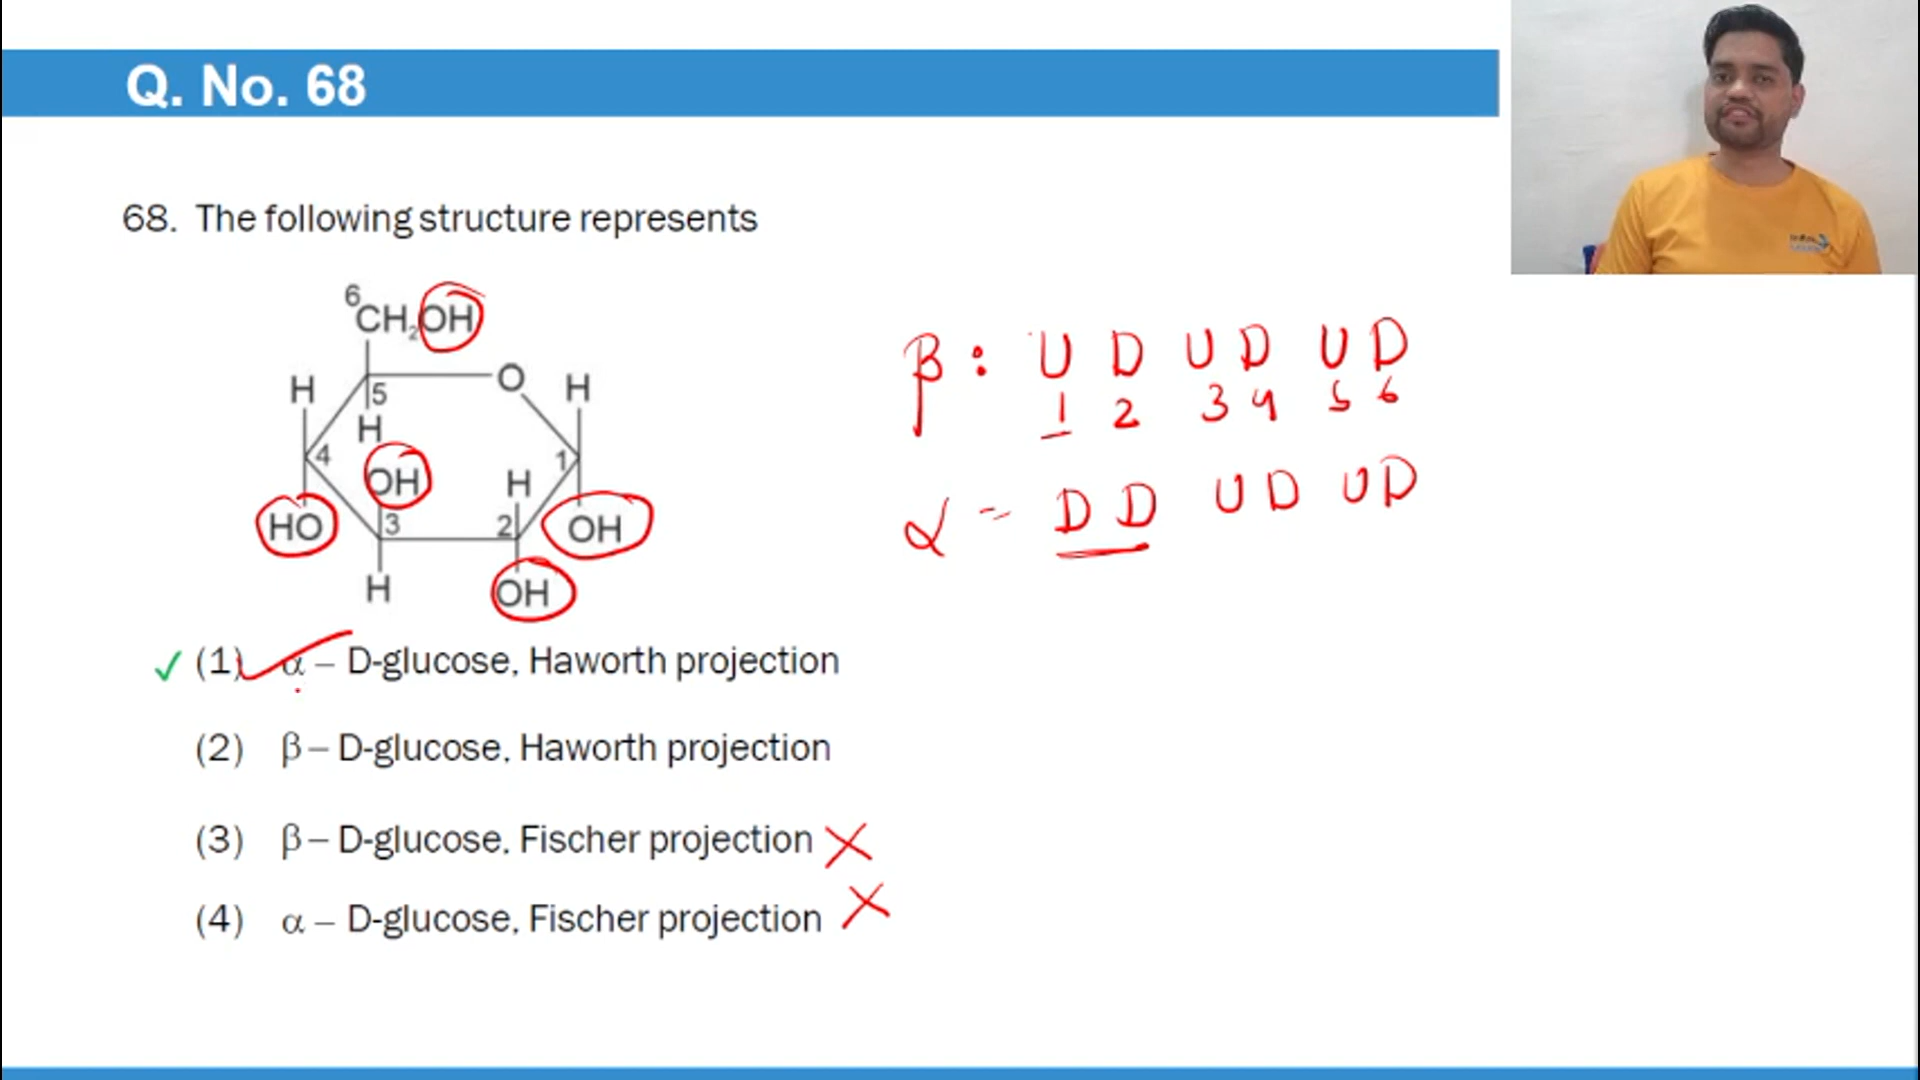 Q. No. 68
68. The following structure represents
6
CH2OH
H
5
O
H
H
4
OH
H
1
HO
3
2
OH
H
OH
β : U D U D U D
1 2 3 4 5 6
α = D D U D U D
✓ (1) α – D-glucose, Haworth projection
(2) β – D-glucose, Haworth projection
(3) β – D-glucose, Fischer projection ✗
(4) α – D-glucose, Fischer projection ✗